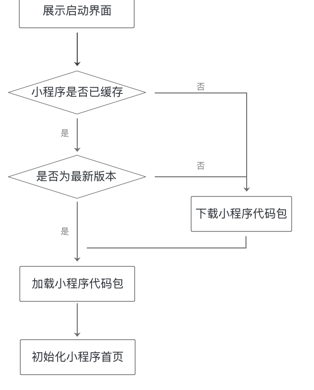 展示启动界面
小程序是否已缓存
否
是
是否为最新版本
否
下载小程序代码包
是
加载小程序代码包
初始化小程序首页